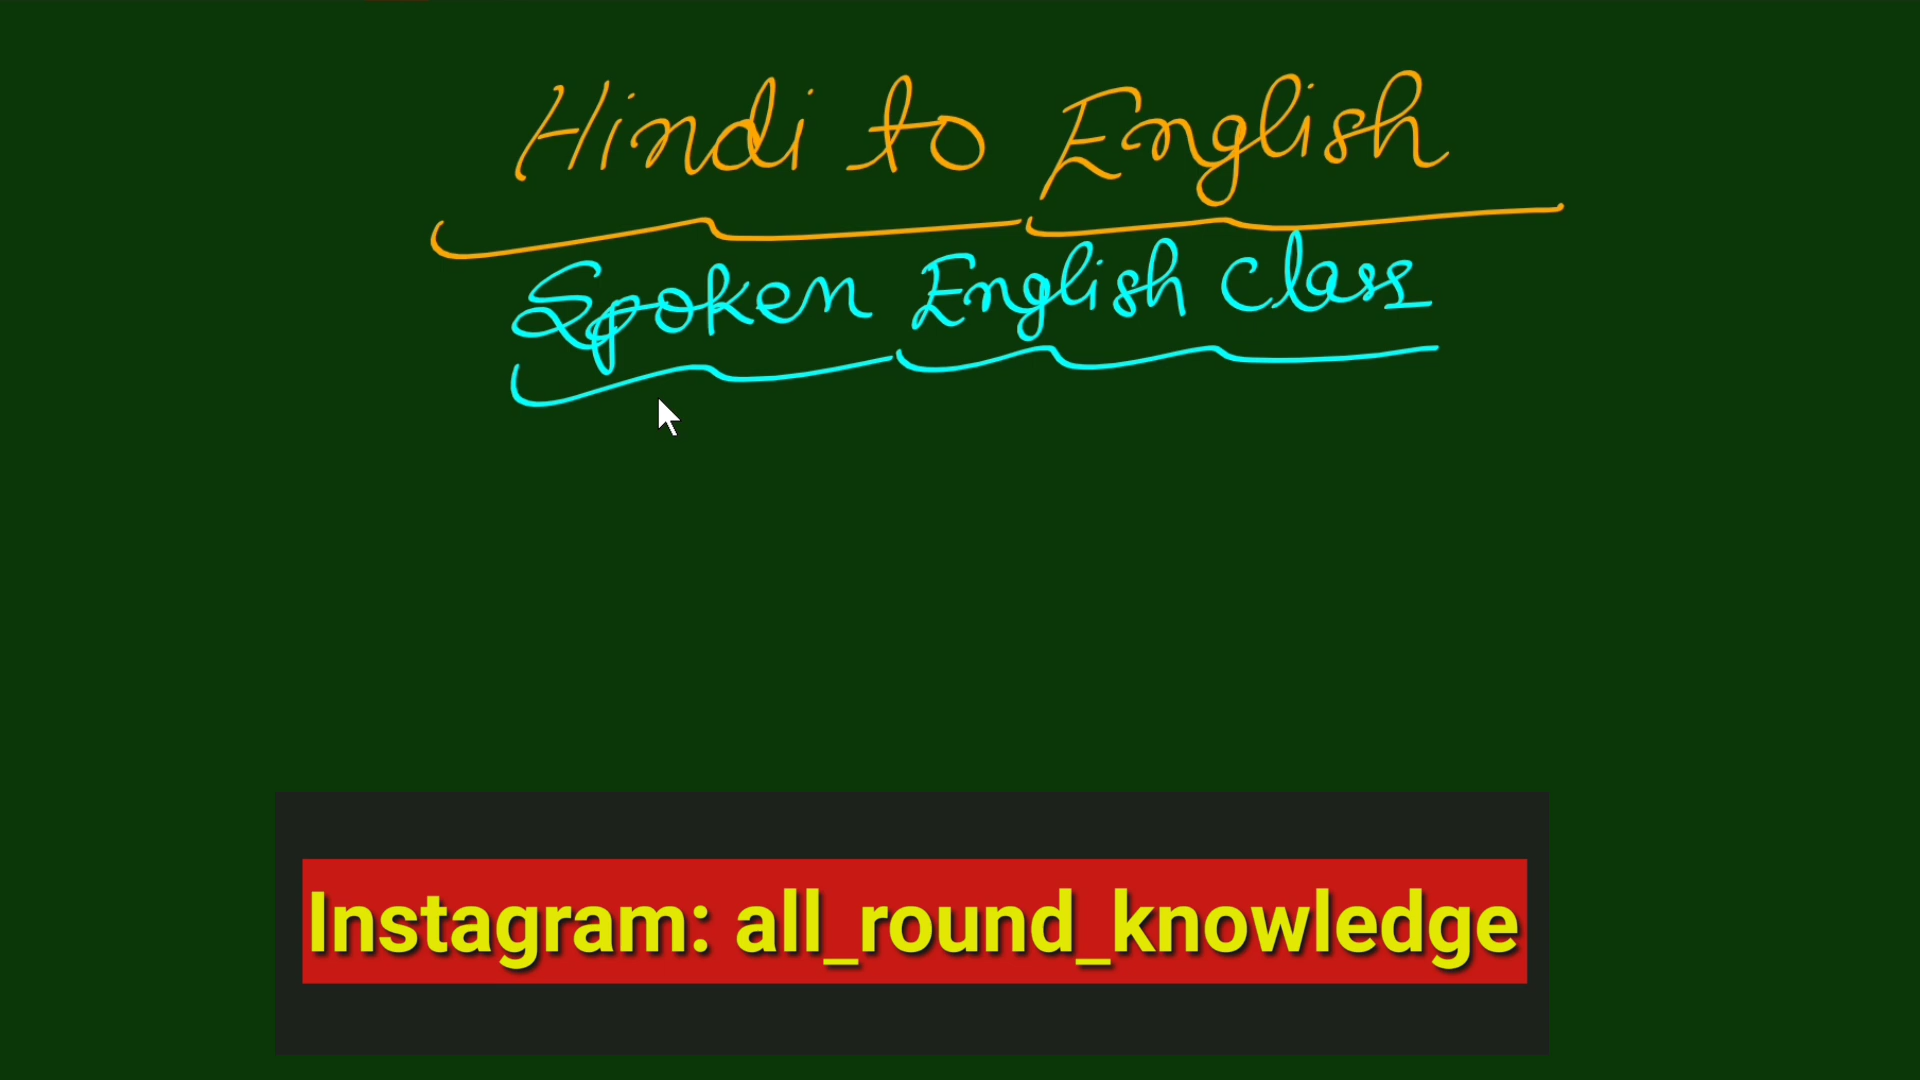 Hindi to English
Spoken English Class
Instagram: all_round_knowledge